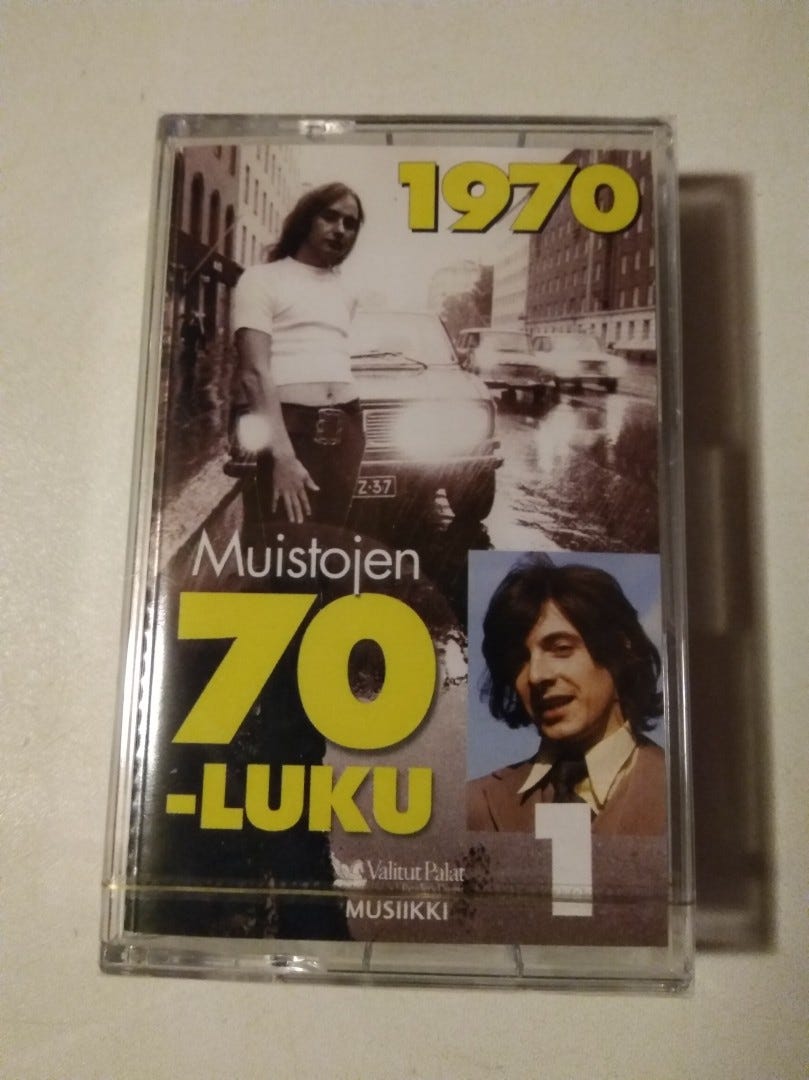 1970
Z-37
Muistojen
70
-LUKU
Valitut Palat
MUSIIKKI
1